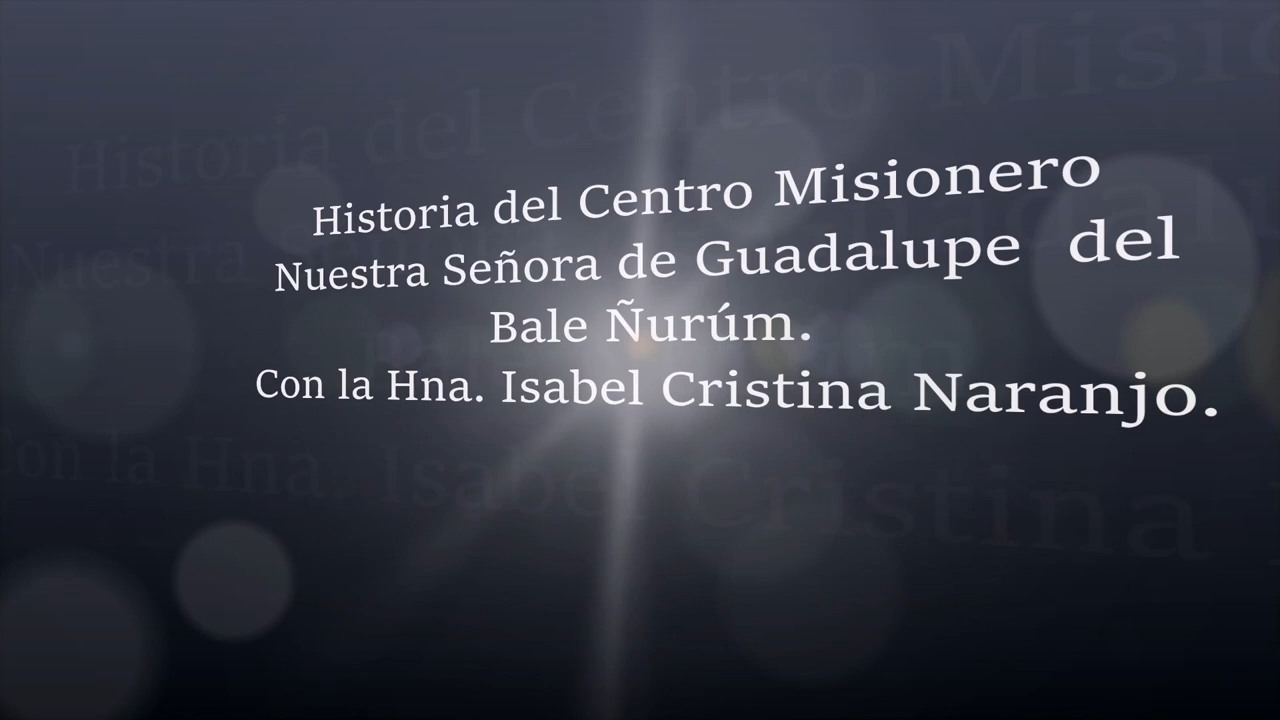 Historia del Centro Misionero
Nuestra Señora de Guadalupe del
Bale Ñurúm.
Con la Hna. Isabel Cristina Naranjo.